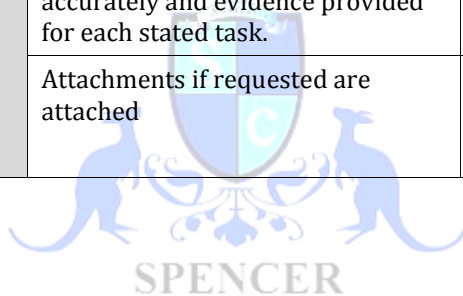 accurately and evidence provided
for each stated task.
Attachments if requested are
attached
S
C
SPENCER